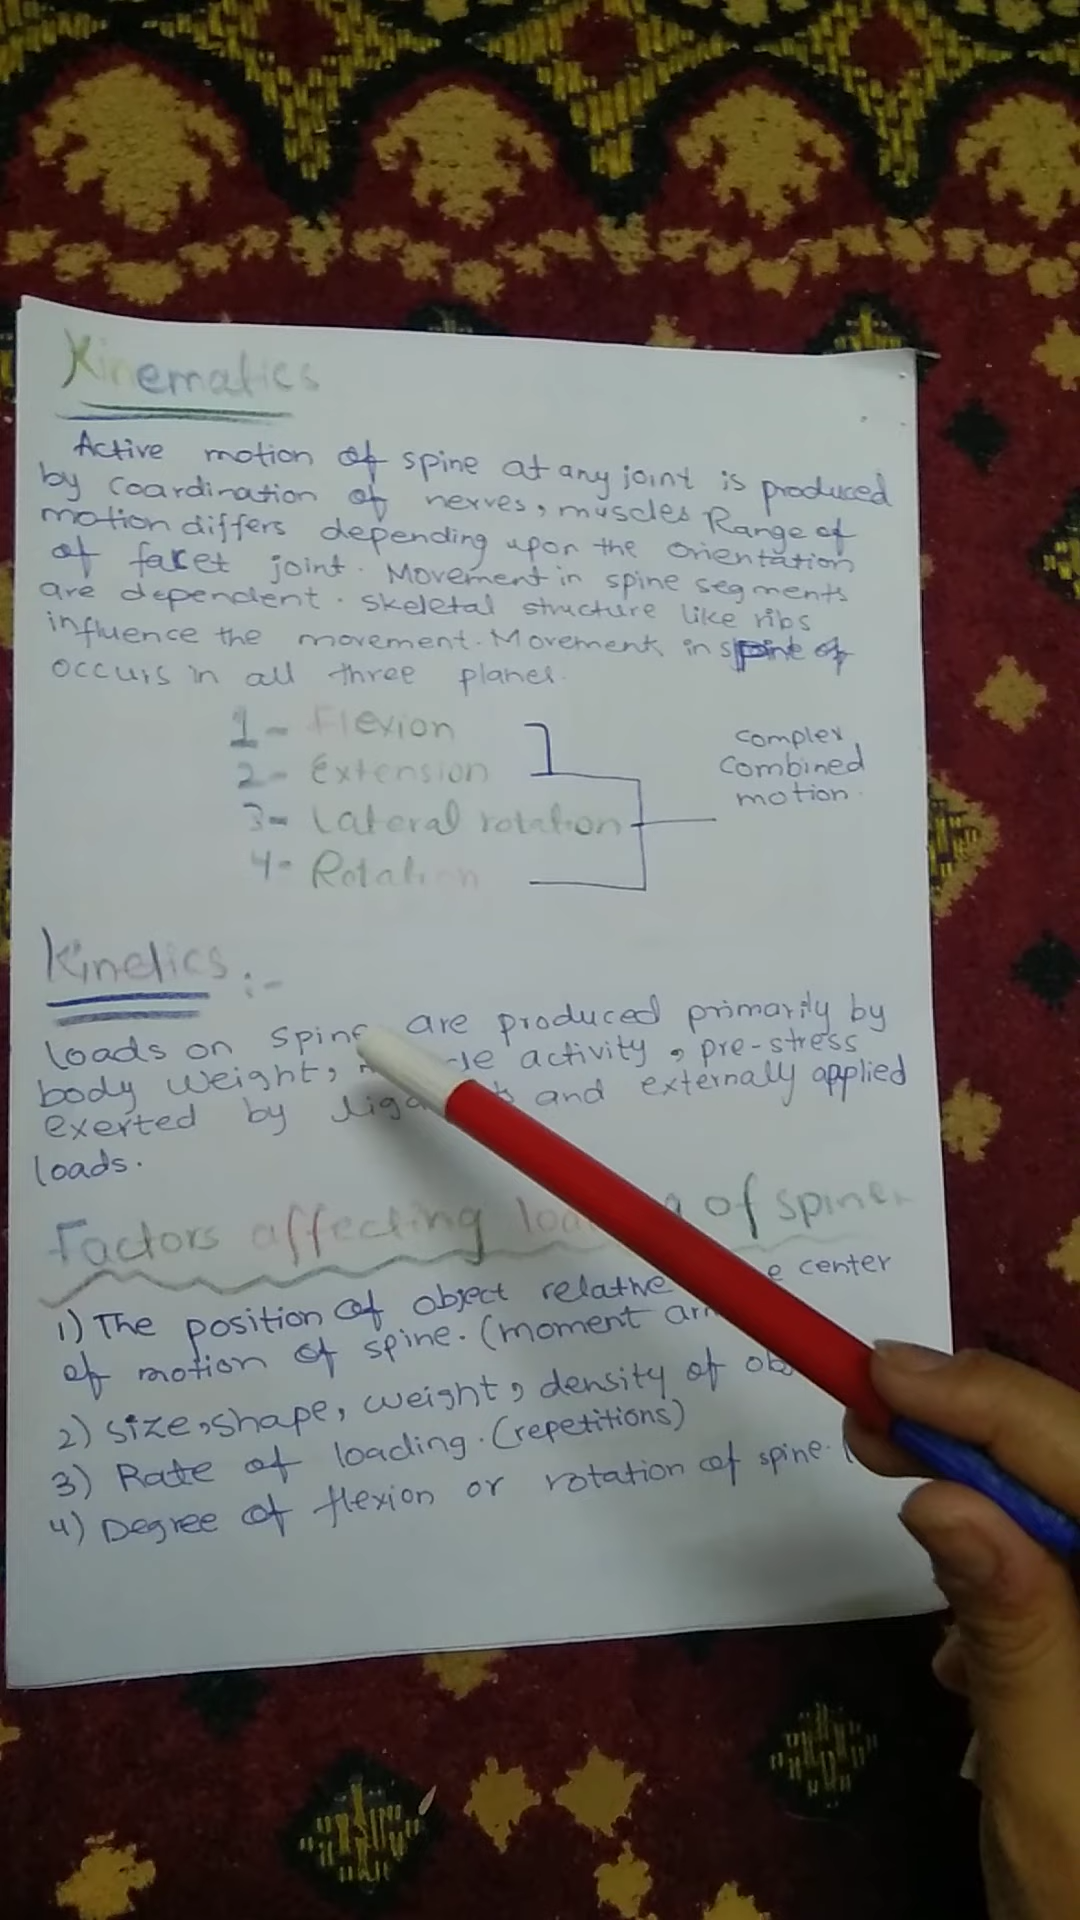 Kinematics
Active motion of spine at any joint is produced
by coardination of nerves, muscles Range of
motion differs depending upon the orientation
of facet joint. Movement in spine segments
are dependent. skeletal structure like ribs
influence the movement. Movement in spine of
occurs in all three planes.
1- Flexion
2- Extension
3- Lateral rotation
4- Rotation
complex
combined
motion.
Kinetics:-
Loads on spine are produced primarily by
body weight, activity, pre-stress
exerted by and externally applied
loads.
Factors affecting of spine.
1) The position of object relative center
of motion of spine. (moment
2) size, shape, weight, density of
3) Rate of loading. (repetitions)
4) Degree of flexion or rotation of spine.